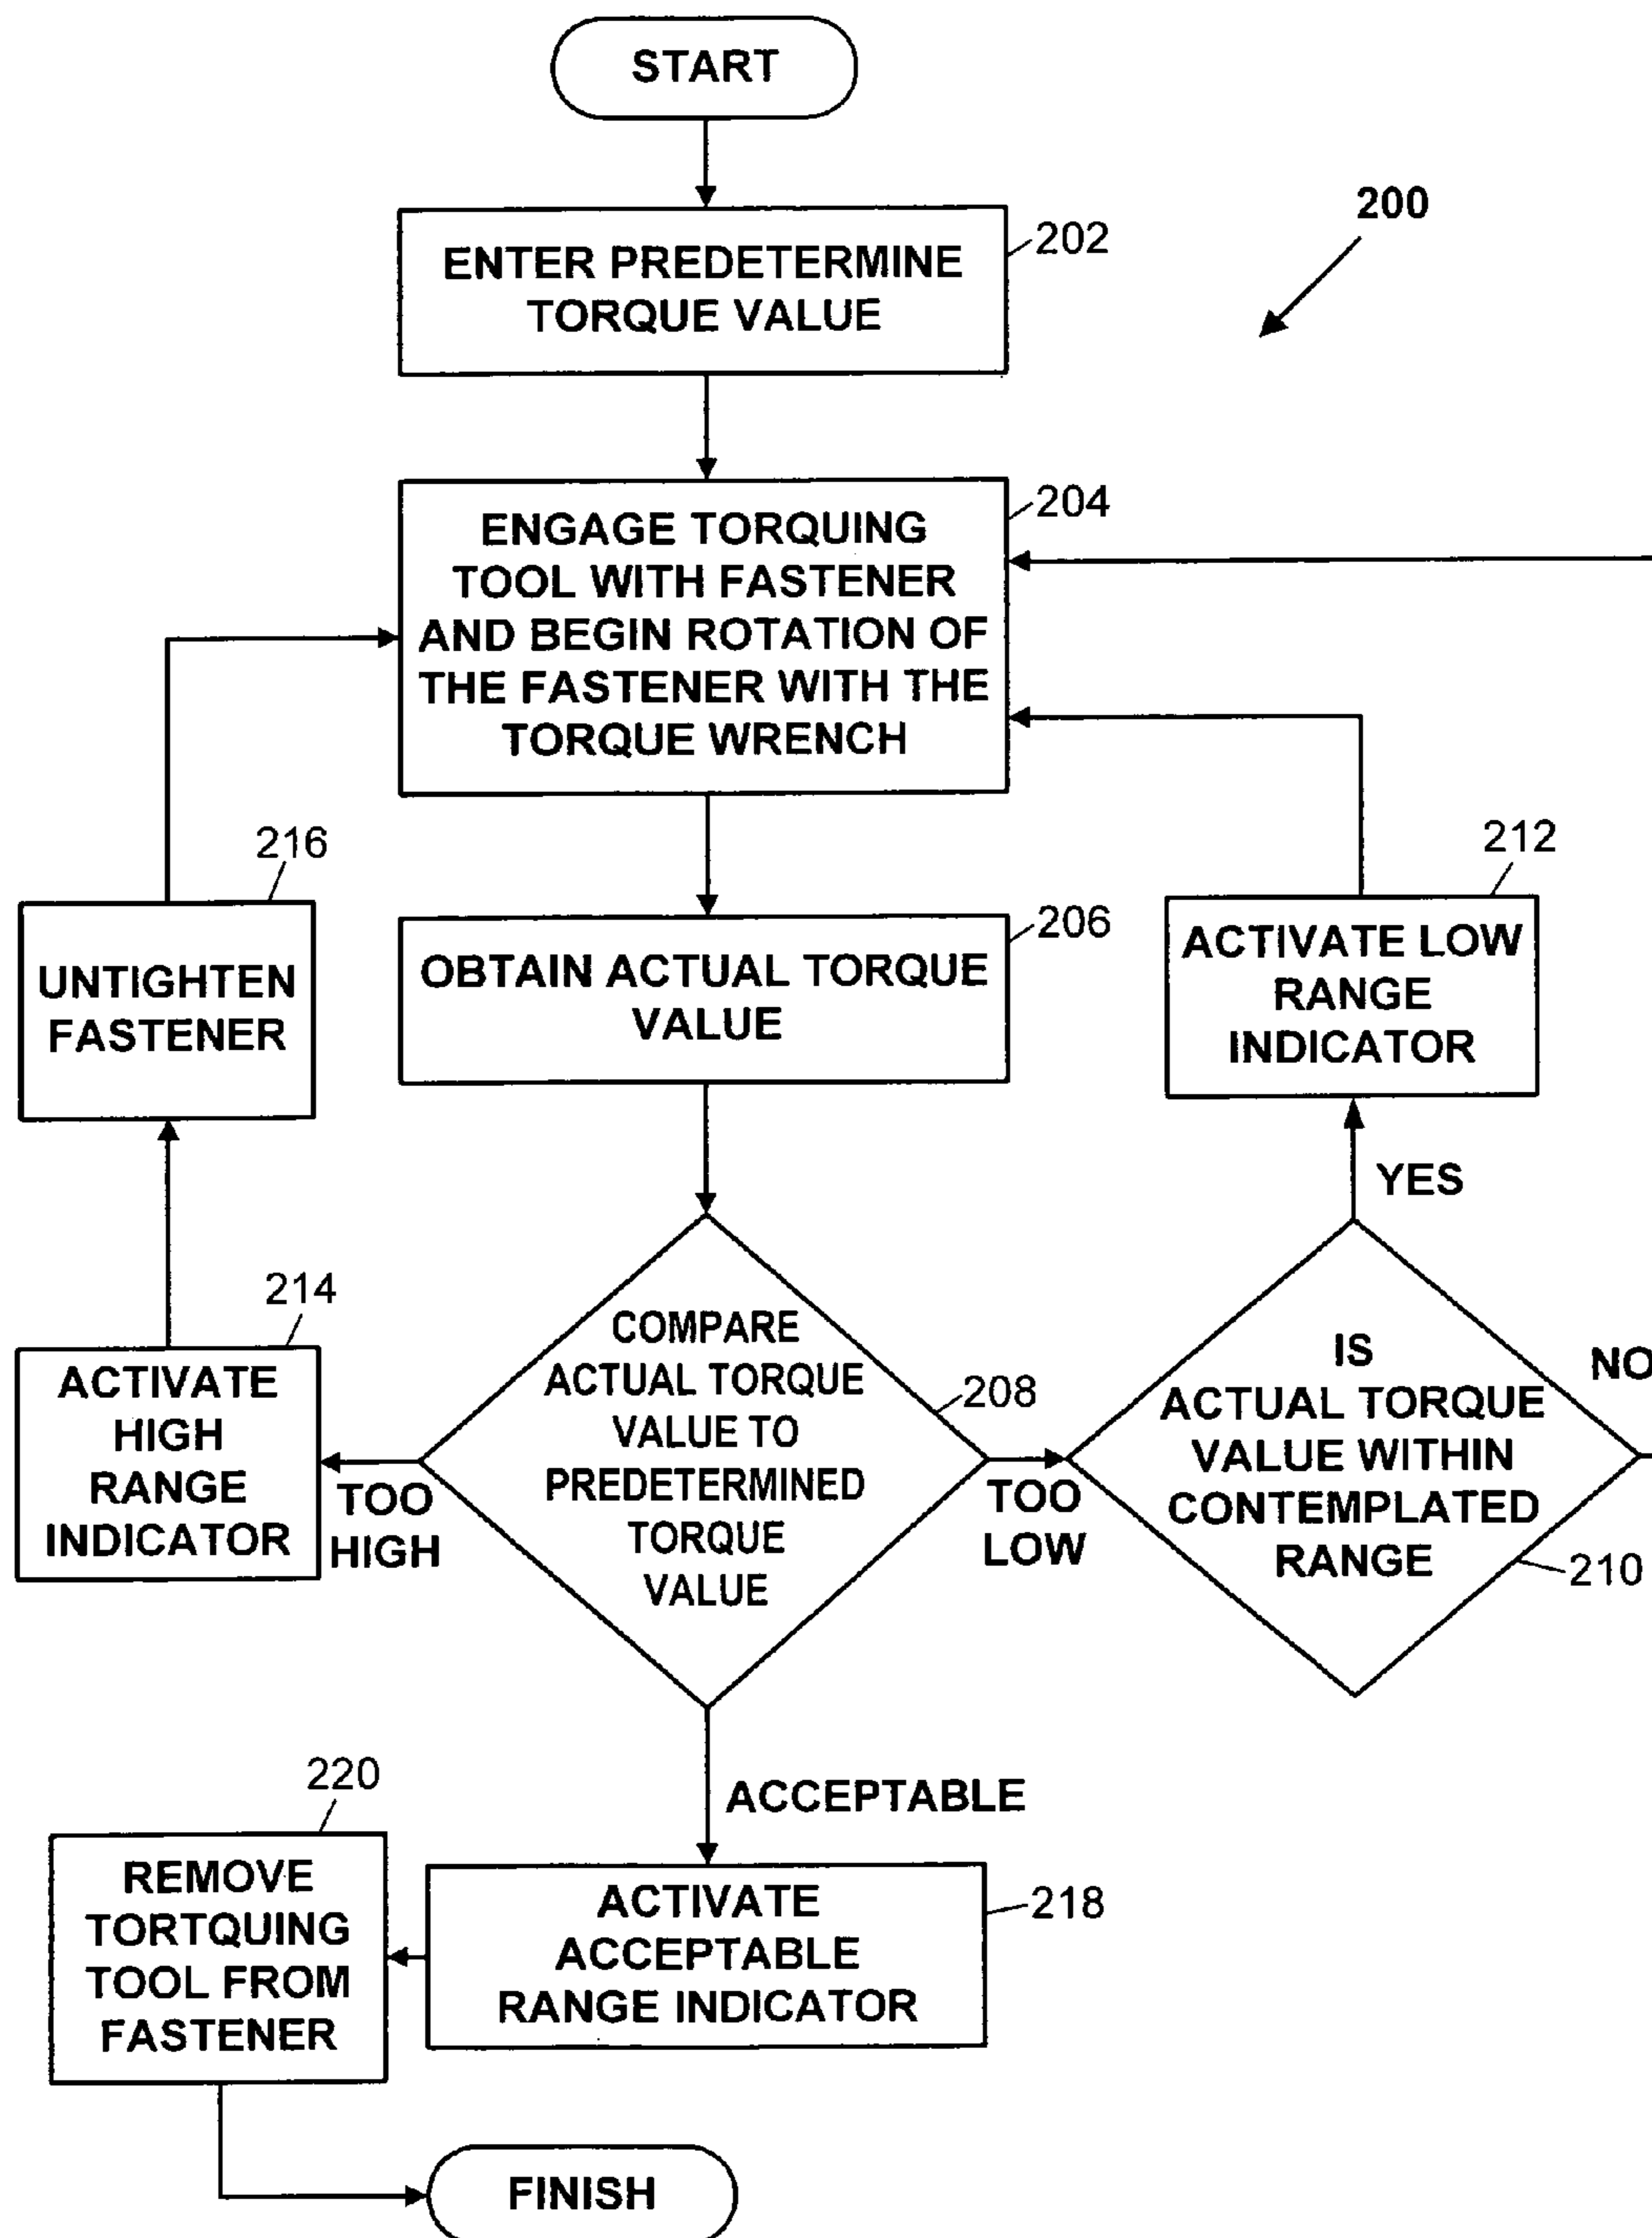 START
200
202
ENTER PREDETERMINE
TORQUE VALUE
204
ENGAGE TORQUING
TOOL WITH FASTENER
AND BEGIN ROTATION OF
THE FASTENER WITH THE
TORQUE WRENCH
216
UNTIGHTEN
FASTENER
206
OBTAIN ACTUAL TORQUE
VALUE
212
ACTIVATE LOW
RANGE
INDICATOR
YES
214
ACTIVATE
HIGH
RANGE
INDICATOR
TOO
HIGH
COMPARE
ACTUAL TORQUE
VALUE TO
PREDETERMINED
TORQUE
VALUE
208
TOO
LOW
IS
ACTUAL TORQUE
VALUE WITHIN
CONTEMPLATED
RANGE
NO
210
ACCEPTABLE
220
REMOVE
TORTQUING
TOOL FROM
FASTENER
ACTIVATE
ACCEPTABLE
RANGE INDICATOR
218
FINISH